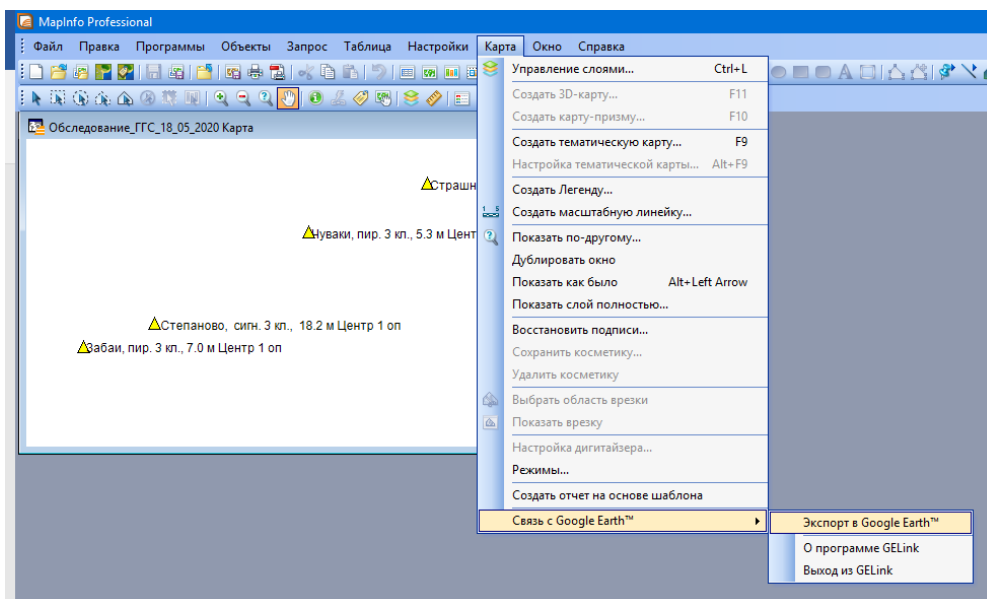 MapInfo Professional
Файл Правка Программы Объекты Запрос Таблица Настройки Карта Окно Справка
Обследование_ГГС_18_05_2020 Карта
Страшн
Нуваки, пир. 3 кл., 5.3 м Цент
Степаново, сигн. 3 кл., 18.2 м Центр 1 оп
Забаи, пир. 3 кл., 7.0 м Центр 1 оп
Управление слоями... Ctrl+L
Создать 3D-карту... F11
Создать карту-призму... F10
Создать тематическую карту... F9
Настройка тематической карты... Alt+F9
Создать Легенду...
Создать масштабную линейку...
Показать по-другому...
Дублировать окно
Показать как было Alt+Left Arrow
Показать слой полностью...
Восстановить подписи...
Сохранить косметику...
Удалить косметику
Выбрать область врезки
Показать врезку
Настройка дигитайзера...
Режимы...
Создать отчет на основе шаблона
Связь с Google Earth™
Экспорт в Google Earth™
О программе GELink
Выход из GELink